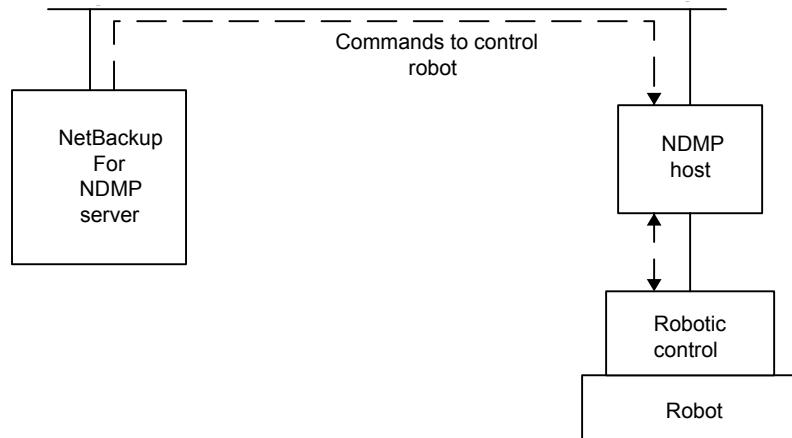 Commands to control
robot
NetBackup
For
NDMP
server
NDMP
host
Robotic
control
Robot